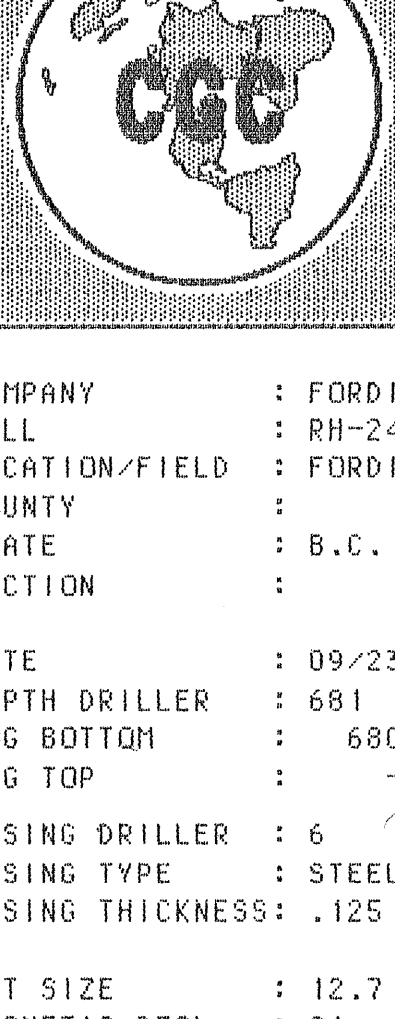 CGC
MPANY : FORDI
LL : RH-24
CATION/FIELD : FORDI
UNTY :
ATE : B.C.
CTION :
TE : 09/23
PTH DRILLER : 681
G BOTTOM : 680
G TOP : -
SING DRILLER : 6
SING TYPE : STEEL
SING THICKNESS: .125
T SIZE : 12.7